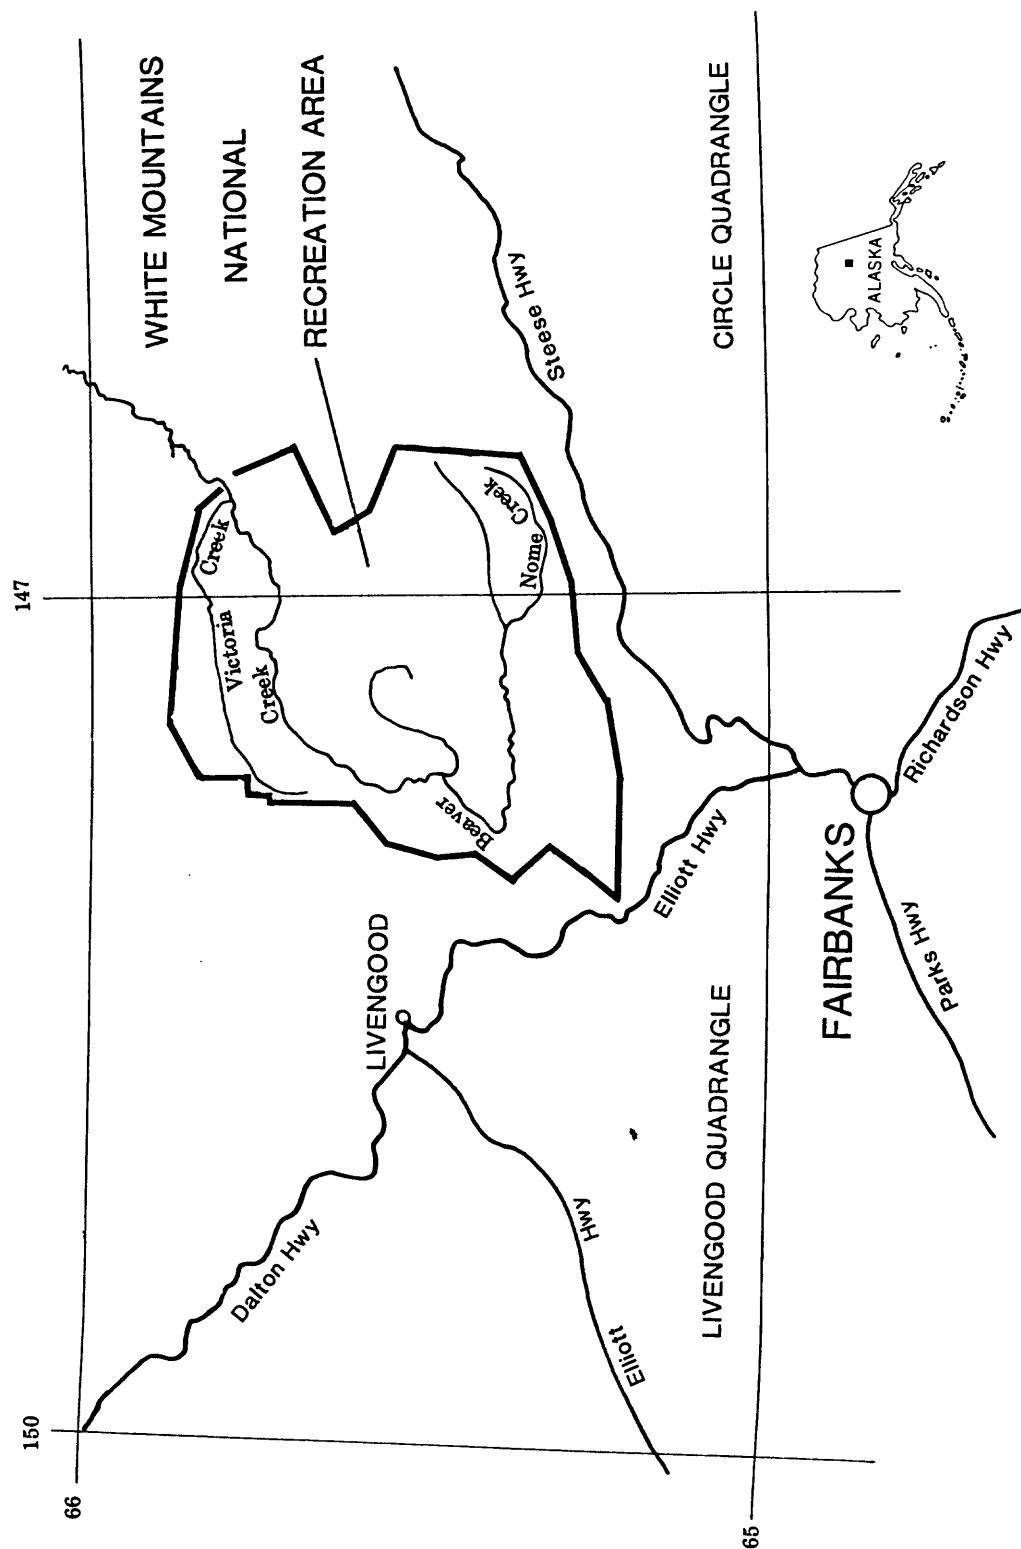 WHITE MOUNTAINS
NATIONAL
RECREATION AREA
147
150
66
65
Creek
Victoria
Creek
Beaver
Nome
Creek
Steese Hwy
LIVENGOOD
Dalton Hwy
Elliott
Hwy
Elliott Hwy
CIRCLE QUADRANGLE
LIVENGOOD QUADRANGLE
FAIRBANKS
Richardson Hwy
Parks Hwy
ALASKA